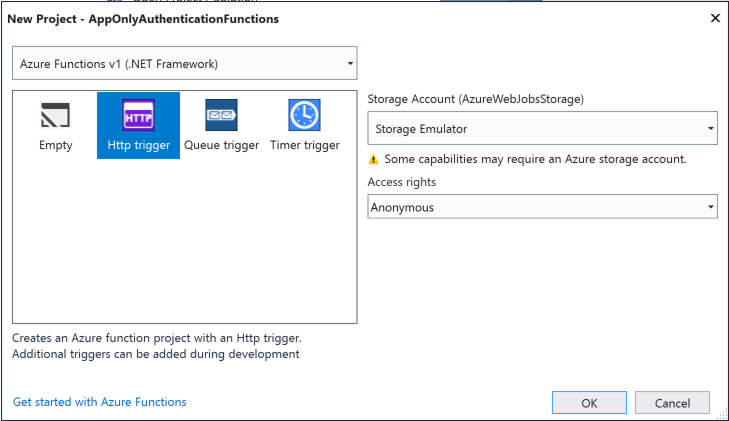 New Project - AppOnlyAuthenticationFunctions
Azure Functions v1 (.NET Framework)
HTTP
Empty
Http trigger
Queue trigger
Timer trigger
Storage Account (AzureWebJobsStorage)
Storage Emulator
Some capabilities may require an Azure storage account.
Access rights
Anonymous
Creates an Azure function project with an Http trigger.
Additional triggers can be added during development
Get started with Azure Functions
OK
Cancel